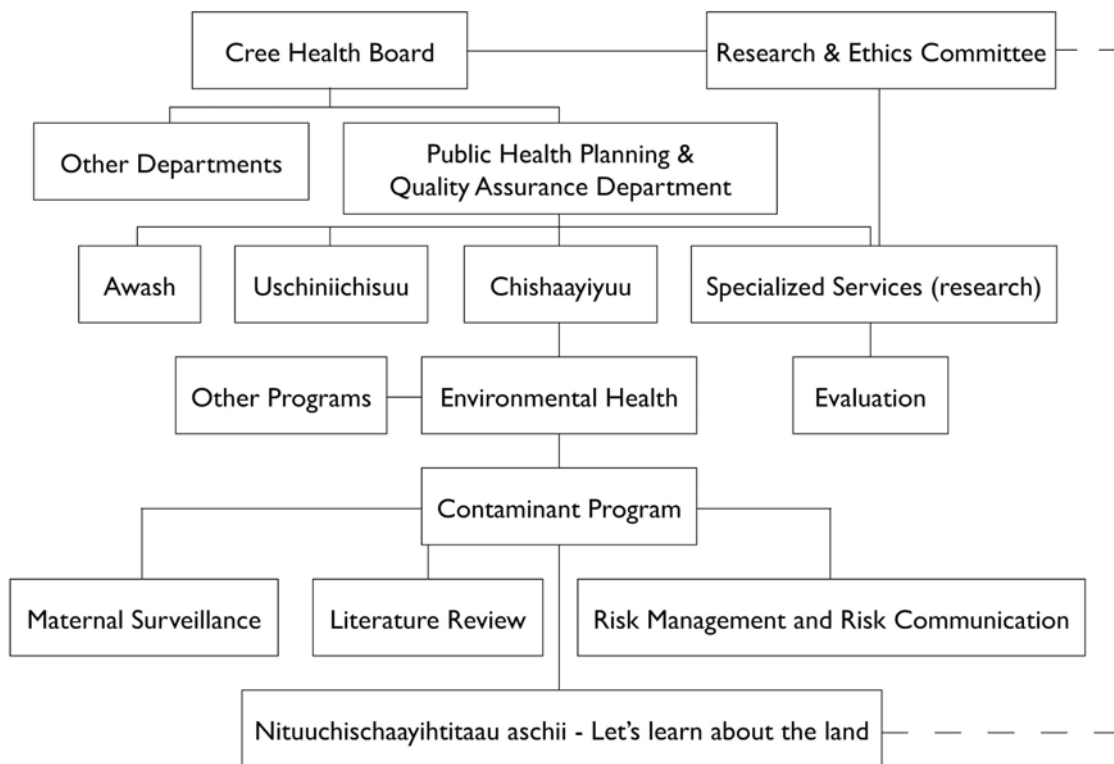 Cree Health Board
Research & Ethics Committee
Other Departments
Public Health Planning &
Quality Assurance Department
Awash
Uschiniichisuu
Chishaayiyuu
Specialized Services (research)
Other Programs
Environmental Health
Evaluation
Contaminant Program
Maternal Surveillance
Literature Review
Risk Management and Risk Communication
Nituuchischaayihtitaau aschii - Let's learn about the land